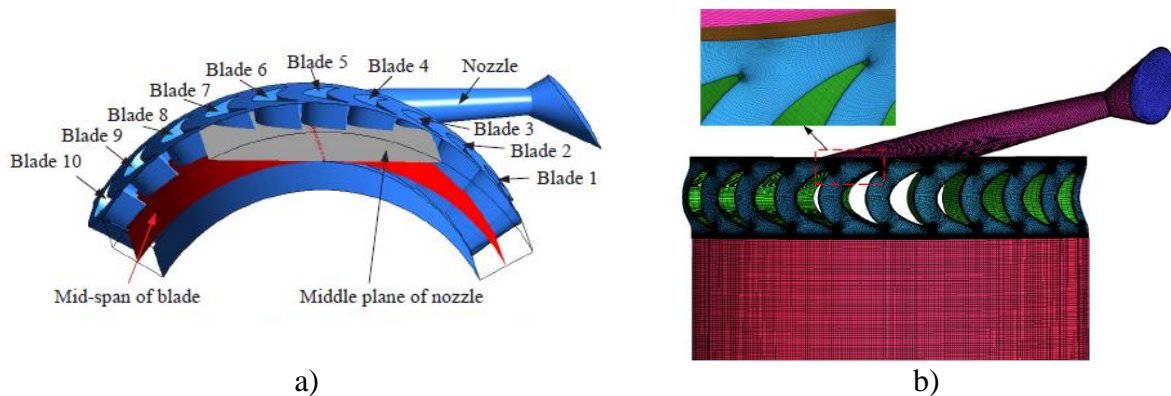 Blade 5
Blade 6
Blade 4
Nozzle
Blade 7
Blade 8
Blade 9
Blade 10
Blade 3
Blade 2
Blade 1
Mid-span of blade
Middle plane of nozzle
a)
b)